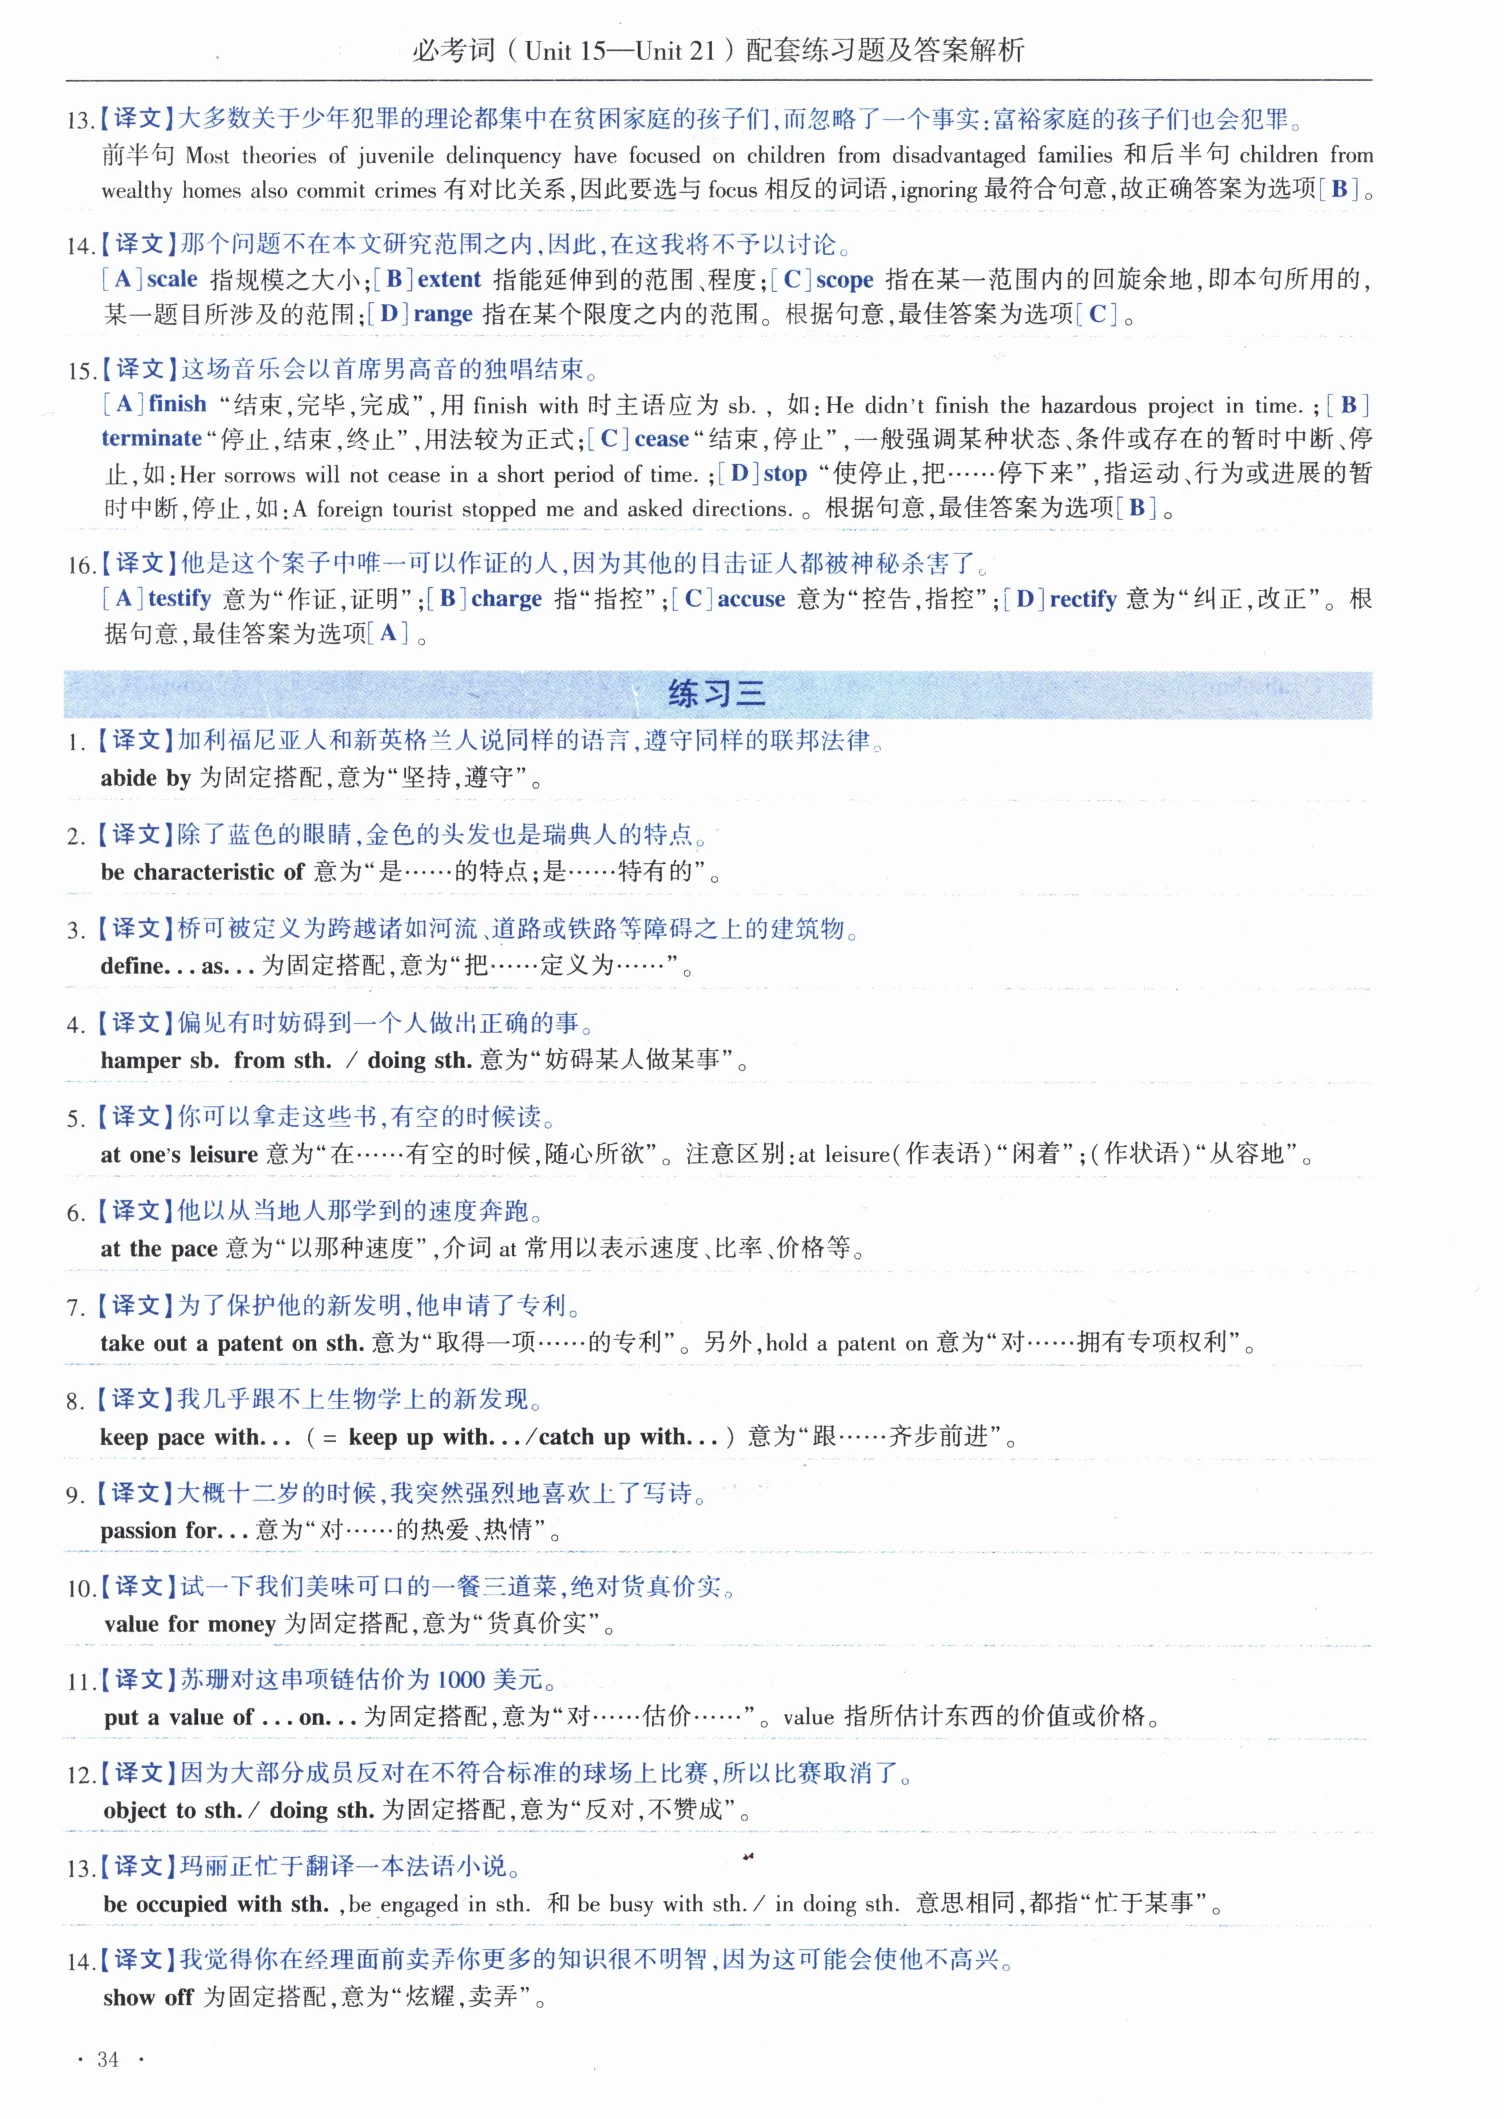 必考词（Unit 15—Unit 21）配套练习题及答案解析
13.【译文】大多数关于少年犯罪的理论都集中在贫困家庭的孩子们,而忽略了一个事实:富裕家庭的孩子们也会犯罪。
前半句 Most theories of juvenile delinquency have focused on children from disadvantaged families 和后半句 children from
wealthy homes also commit crimes 有对比关系,因此要选与 focus 相反的词语,ignoring 最符合句意,故正确答案为选项[B]。
14.【译文】那个问题不在本文研究范围之内,因此,在这我将不予以讨论。
[A]scale 指规模之大小;[B]extent 指能延伸到的范围、程度;[C]scope 指在某一范围内的回旋余地,即本句所用的,
某一题目所涉及的范围;[D]range 指在某个限度之内的范围。根据句意,最佳答案为选项[C]。
15.【译文】这场音乐会以首席男高音的独唱结束。
[A]finish “结束,完毕,完成”,用 finish with 时主语应为 sb. , 如:He didn't finish the hazardous project in time. ;[B]
terminate“停止,结束,终止”,用法较为正式;[C]cease“结束,停止”,一般强调某种状态、条件或存在的暂时中断、停
止,如:Her sorrows will not cease in a short period of time. ;[D]stop “使停止,把……停下来”,指运动、行为或进展的暂
时中断,停止,如:A foreign tourist stopped me and asked directions. 。根据句意,最佳答案为选项[B]。
16.【译文】他是这个案子中唯一可以作证的人,因为其他的目击证人都被神秘杀害了。
[A]testify 意为“作证,证明”;[B]charge 指“指控”;[C]accuse 意为“控告,指控”;[D]rectify 意为“纠正,改正”。根
据句意,最佳答案为选项[A]。
练习三
1.【译文】加利福尼亚人和新英格兰人说同样的语言,遵守同样的联邦法律。
abide by 为固定搭配,意为“坚持,遵守”。
2.【译文】除了蓝色的眼睛,金色的头发也是瑞典人的特点。
be characteristic of 意为“是……的特点;是……特有的”。
3.【译文】桥可被定义为跨越诸如河流、道路或铁路等障碍之上的建筑物。
define...as... 为固定搭配,意为“把……定义为……”。
4.【译文】偏见有时妨碍到一个人做出正确的事。
hamper sb. from sth. / doing sth. 意为“妨碍某人做某事”。
5.【译文】你可以拿走这些书,有空的时候读。
at one's leisure 意为“在……有空的时候,随心所欲”。注意区别:at leisure(作表语)“闲着”;(作状语)“从容地”。
6.【译文】他以从当地人那学到的速度奔跑。
at the pace 意为“以那种速度”,介词 at 常用以表示速度、比率、价格等。
7.【译文】为了保护他的新发明,他申请了专利。
take out a patent on sth. 意为“取得一项……的专利”。另外,hold a patent on 意为“对……拥有专项权利”。
8.【译文】我几乎跟不上生物学上的新发现。
keep pace with... ( = keep up with.../catch up with...) 意为“跟……齐步前进”。
9.【译文】大概十二岁的时候,我突然强烈地喜欢上了写诗。
passion for... 意为“对……的热爱、热情”。
10.【译文】试一下我们美味可口的一餐三道菜,绝对货真价实。
value for money 为固定搭配,意为“货真价实”。
11.【译文】苏珊对这串项链估价为 1000 美元。
put a value of ...on... 为固定搭配,意为“对……估价……”。value 指所估计东西的价值或价格。
12.【译文】因为大部分成员反对在不符合标准的球场上比赛,所以比赛取消了。
object to sth. / doing sth. 为固定搭配,意为“反对,不赞成”。
13.【译文】玛丽正忙于翻译一本法语小说。
be occupied with sth. ,be engaged in sth. 和 be busy with sth. / in doing sth. 意思相同,都指“忙于某事”。
14.【译文】我觉得你在经理面前卖弄你更多的知识很不明智,因为这可能会使他不高兴。
show off 为固定搭配,意为“炫耀,卖弄”。
· 34 ·